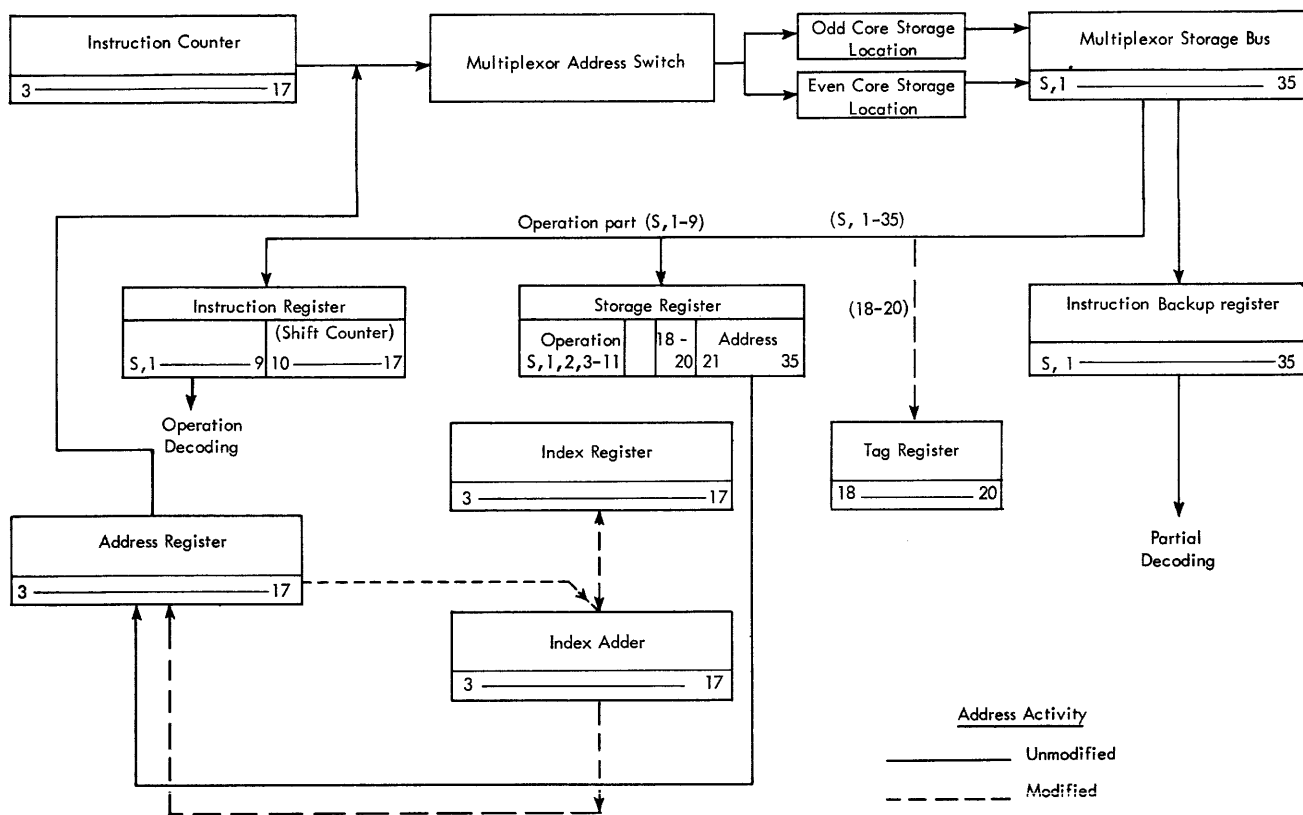 Instruction Counter
3 17
Multiplexor Address Switch
Odd Core Storage
Location
Even Core Storage
Location
Multiplexor Storage Bus
S,1 35
Operation part (S,1-9)
(S, 1-35)
(18-20)
Instruction Register
(Shift Counter)
S,1 9 10 17
Operation
Decoding
Storage Register
Operation 18 - Address
S,1,2,3-11 20 21 35
Instruction Backup register
S, 1 35
Index Register
3 17
Tag Register
18 20
Address Register
3 17
Partial
Decoding
Index Adder
3 17
Address Activity
Unmodified
Modified